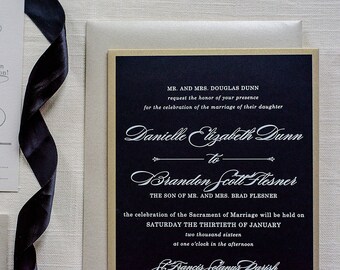 MR. AND MRS. DOUGLAS DUNN
request the honor of your presence
for the celebration of the marriage of their daughter
Danielle Elizabeth Dunn
to
Brandon Scott Flesner
THE SON OF MR. AND MRS. BRAD FLESNER
the celebration of the Sacrament of Marriage will be held
SATURDAY THE THIRTIETH OF JANUARY
two thousand sixteen
at one o'clock in the afternoon
St. Francis Solanus Parish